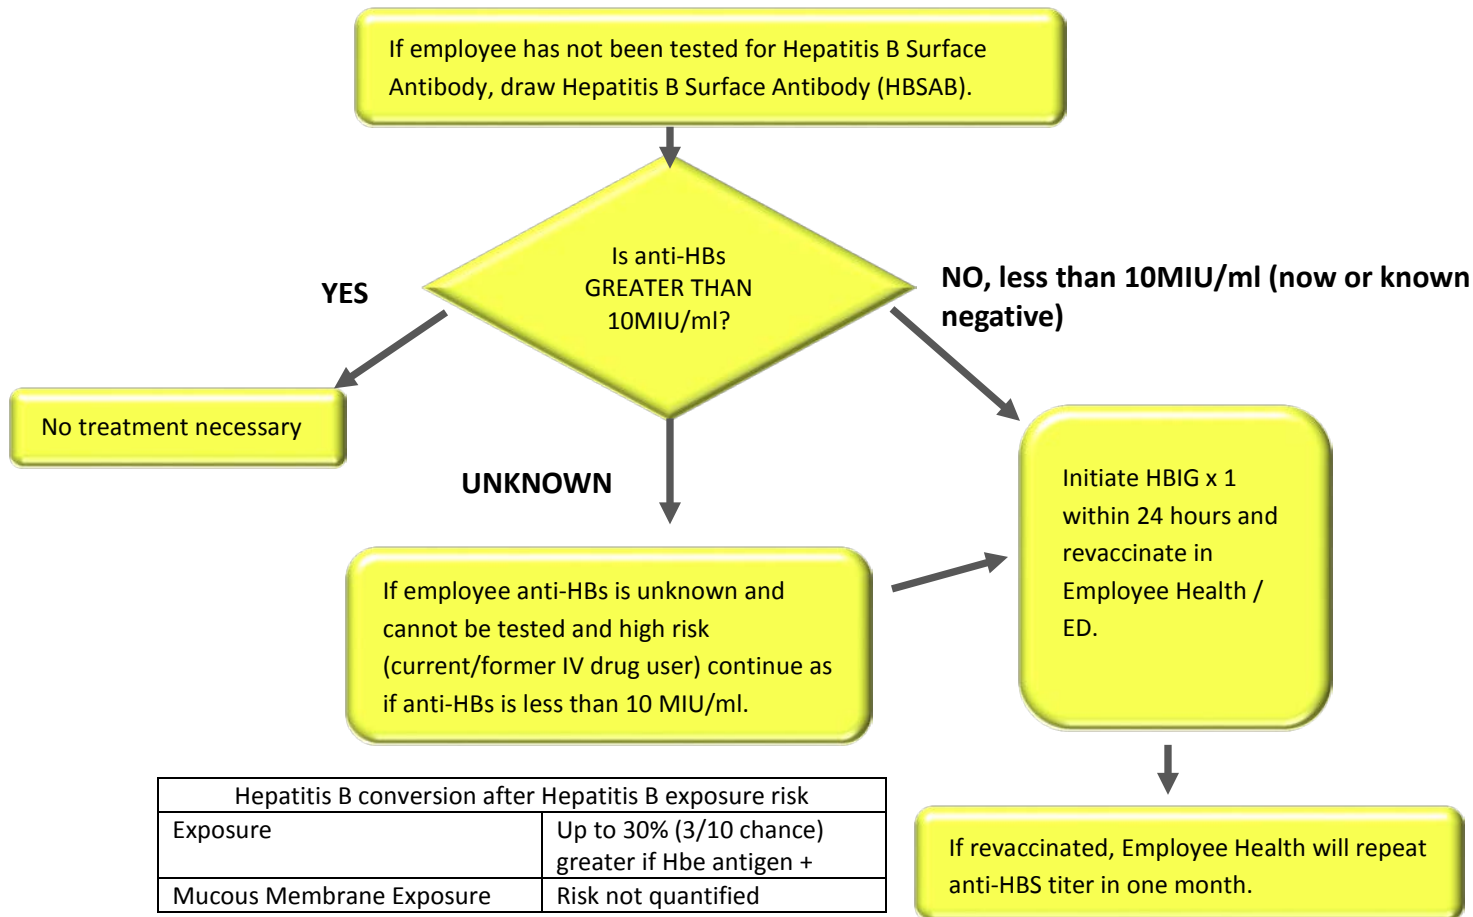 If employee has not been tested for Hepatitis B Surface
Antibody, draw Hepatitis B Surface Antibody (HBSAB).
Is anti-HBs
GREATER THAN
10MIU/ml?
YES
NO, less than 10MIU/ml (now or known
negative)
No treatment necessary
UNKNOWN
Initiate HBIG x 1
within 24 hours and
revaccinate in
Employee Health /
ED.
If employee anti-HBs is unknown and
cannot be tested and high risk
(current/former IV drug user) continue as
if anti-HBs is less than 10 MIU/ml.
Hepatitis B conversion after Hepatitis B exposure risk
Exposure
Up to 30% (3/10 chance)
greater if Hbe antigen +
Mucous Membrane Exposure
Risk not quantified
If revaccinated, Employee Health will repeat
anti-HBS titer in one month.